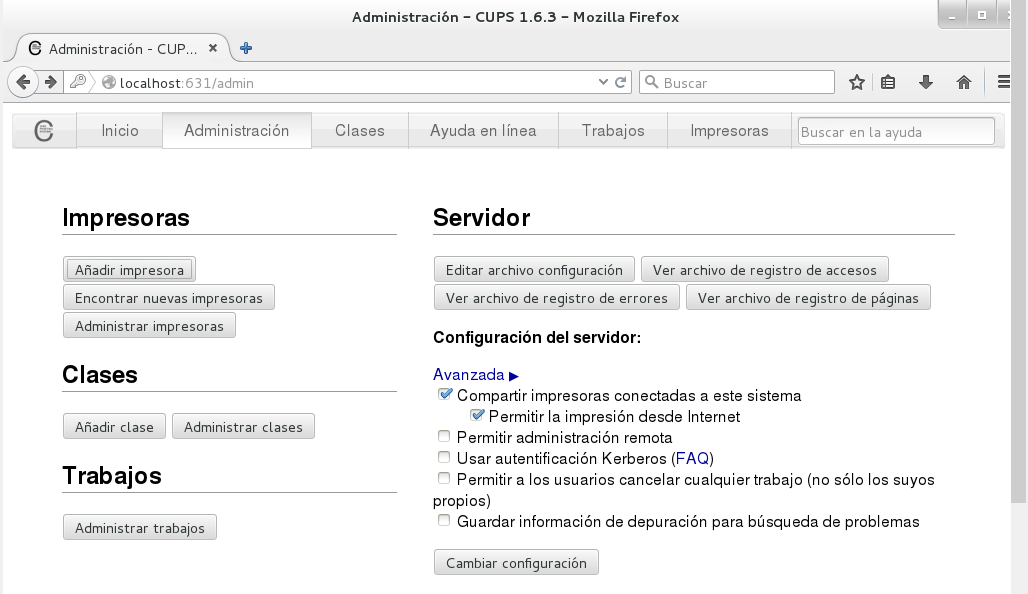 Administración - CUPS 1.6.3 - Mozilla Firefox
Administración - CUP...
localhost:631/admin
Buscar
Inicio
Administración
Clases
Ayuda en línea
Trabajos
Impresoras
Buscar en la ayuda
Impresoras
Añadir impresora
Encontrar nuevas impresoras
Administrar impresoras
Clases
Añadir clase
Administrar clases
Trabajos
Administrar trabajos
Servidor
Editar archivo configuración
Ver archivo de registro de accesos
Ver archivo de registro de errores
Ver archivo de registro de páginas
Configuración del servidor:
Avanzada ▶
Compartir impresoras conectadas a este sistema
Permitir la impresión desde Internet
Permitir administración remota
Usar autentificación Kerberos (FAQ)
Permitir a los usuarios cancelar cualquier trabajo (no sólo los suyos
propios)
Guardar información de depuración para búsqueda de problemas
Cambiar configuración